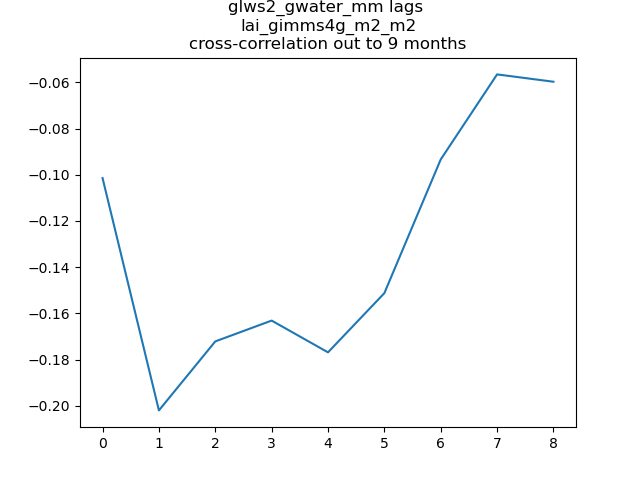 glws2_gwater_mm lags
lai_gimms4g_m2_m2
cross-correlation out to 9 months
−0.06
−0.08
−0.10
−0.12
−0.14
−0.16
−0.18
−0.20
0 1 2 3 4 5 6 7 8